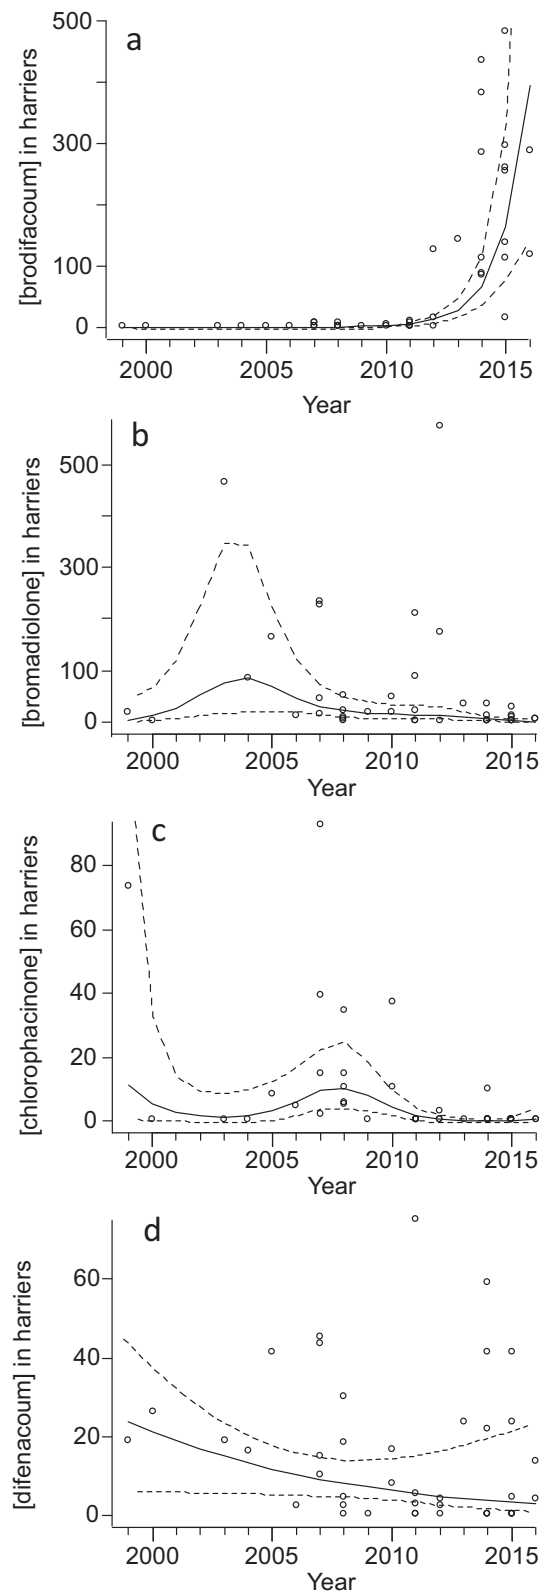 a
[brodifacoum] in harriers
500
300
100
0
2000 2005 2010 2015
Year
b
[bromadiolone] in harriers
500
300
100
0
2000 2005 2010 2015
Year
c
[chlorophacinone] in harriers
80
60
40
20
0
2000 2005 2010 2015
Year
d
[difenacoum] in harriers
60
40
20
0
2000 2005 2010 2015
Year